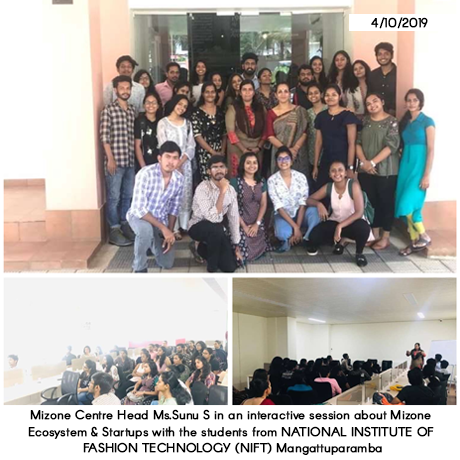 4/10/2019
Mizone Centre Head Ms.Sunu S in an interactive session about Mizone
Ecosystem & Startups with the students from NATIONAL INSTITUTE OF
FASHION TECHNOLOGY (NIFT) Mangattuparamba